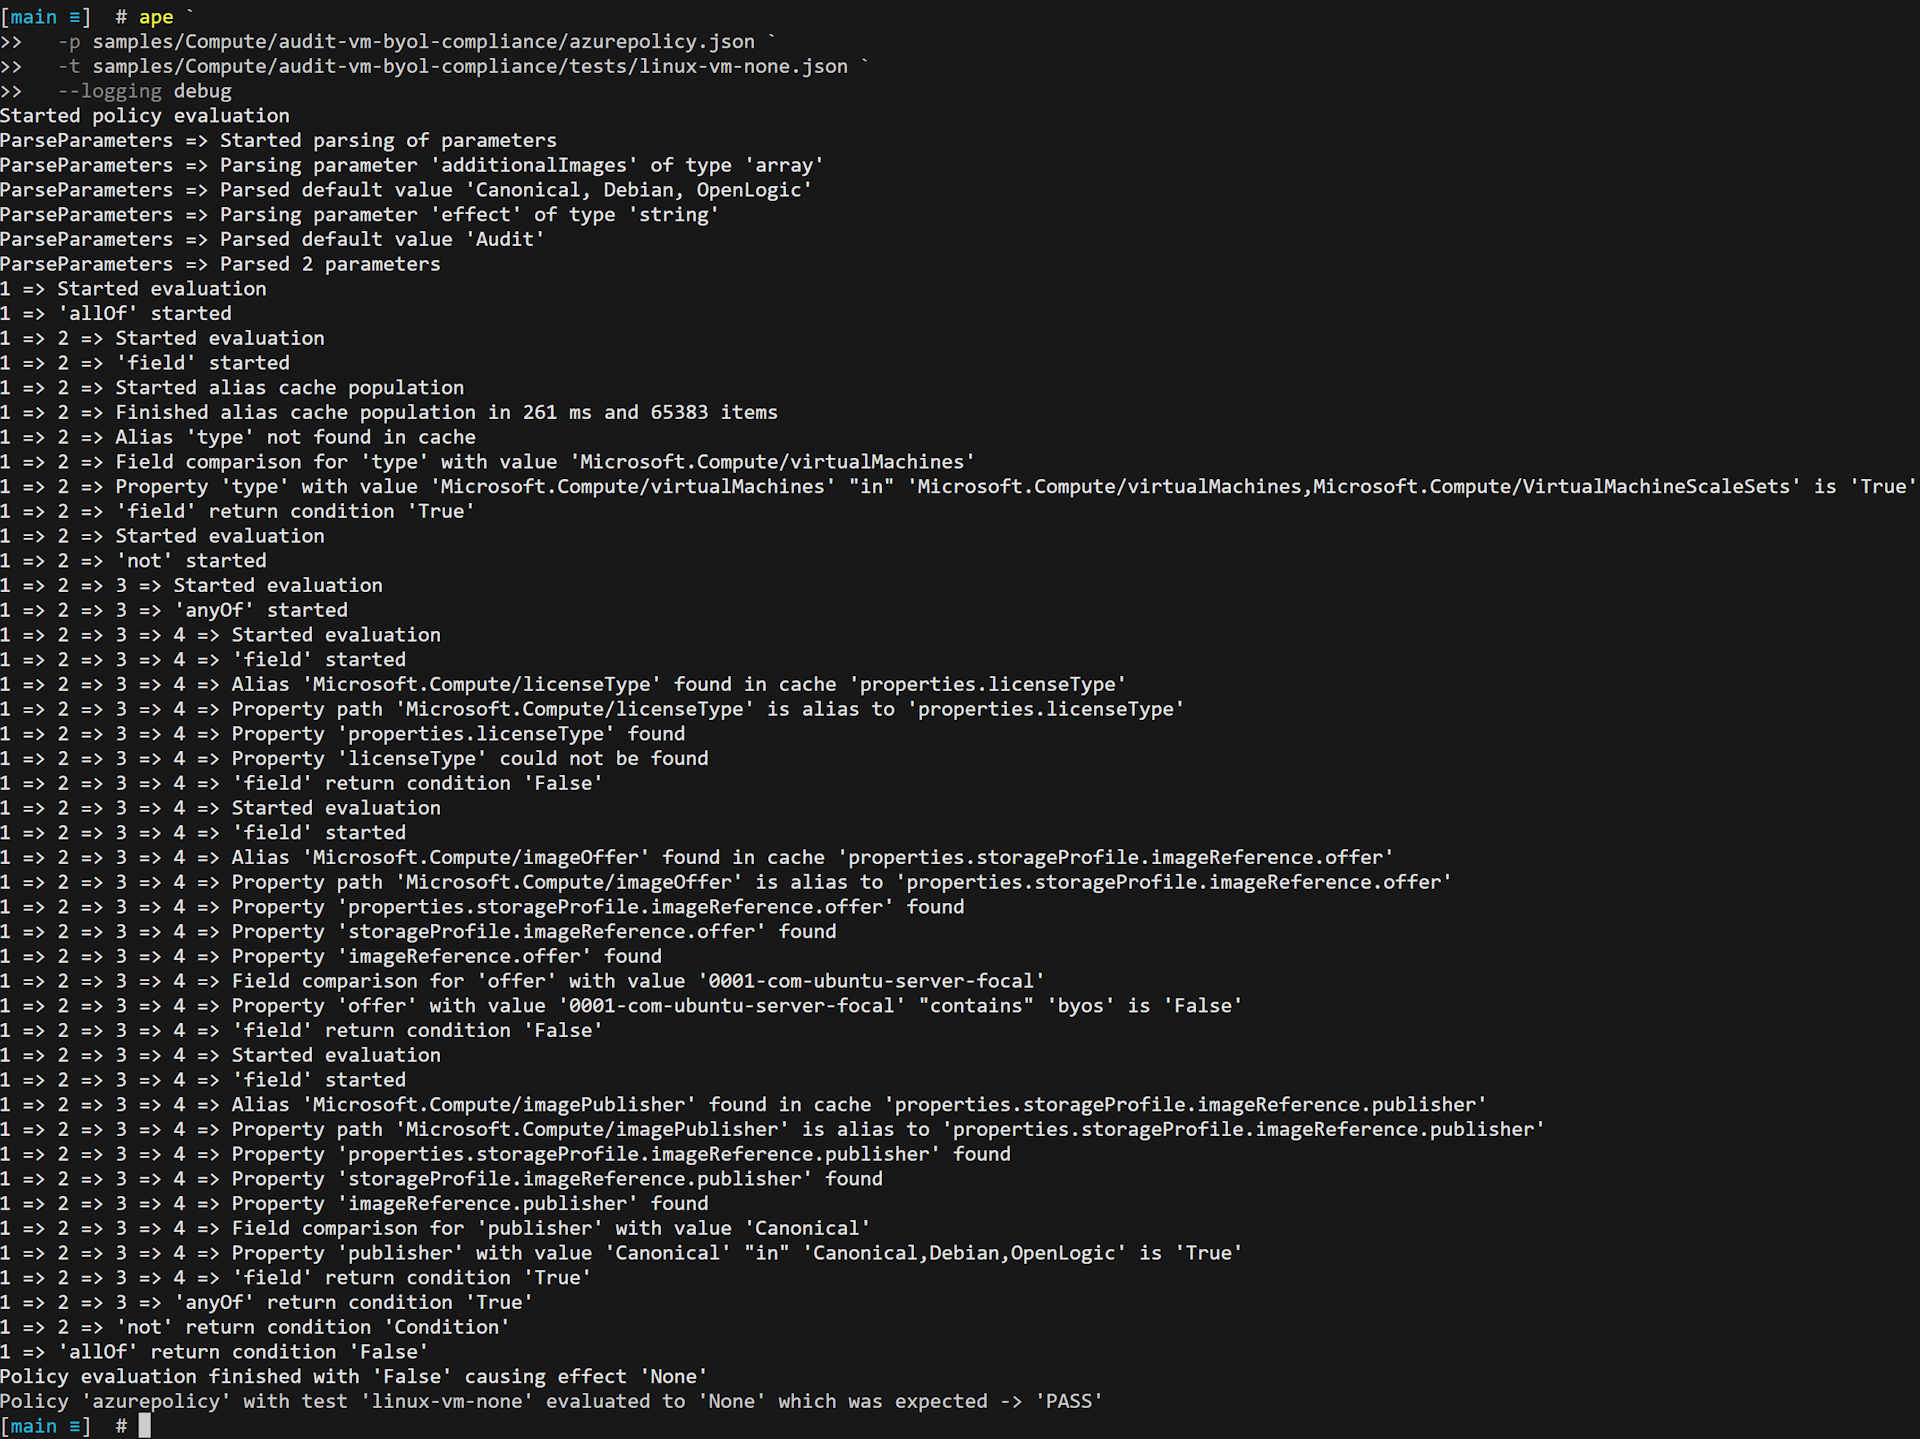 [main ≡]  # ape `
>>   -p samples/Compute/audit-vm-byol-compliance/azurepolicy.json `
>>   -t samples/Compute/audit-vm-byol-compliance/tests/linux-vm-none.json `
>>   --logging debug
Started policy evaluation
ParseParameters => Started parsing of parameters
ParseParameters => Parsing parameter 'additionalImages' of type 'array'
ParseParameters => Parsed default value 'Canonical, Debian, OpenLogic'
ParseParameters => Parsing parameter 'effect' of type 'string'
ParseParameters => Parsed default value 'Audit'
ParseParameters => Parsed 2 parameters
1 => Started evaluation
1 => 'allOf' started
1 => 2 => Started evaluation
1 => 2 => 'field' started
1 => 2 => Started alias cache population
1 => 2 => Finished alias cache population in 261 ms and 65383 items
1 => 2 => Alias 'type' not found in cache
1 => 2 => Field comparison for 'type' with value 'Microsoft.Compute/virtualMachines'
1 => 2 => Property 'type' with value 'Microsoft.Compute/virtualMachines' "in" 'Microsoft.Compute/virtualMachines,Microsoft.Compute/VirtualMachineScaleSets' is 'True'
1 => 2 => 'field' return condition 'True'
1 => 2 => Started evaluation
1 => 2 => 'not' started
1 => 2 => 3 => Started evaluation
1 => 2 => 3 => 'anyOf' started
1 => 2 => 3 => 4 => Started evaluation
1 => 2 => 3 => 4 => 'field' started
1 => 2 => 3 => 4 => Alias 'Microsoft.Compute/licenseType' found in cache 'properties.licenseType'
1 => 2 => 3 => 4 => Property path 'Microsoft.Compute/licenseType' is alias to 'properties.licenseType'
1 => 2 => 3 => 4 => Property 'properties.licenseType' found
1 => 2 => 3 => 4 => Property 'licenseType' could not be found
1 => 2 => 3 => 4 => 'field' return condition 'False'
1 => 2 => 3 => 4 => Started evaluation
1 => 2 => 3 => 4 => 'field' started
1 => 2 => 3 => 4 => Alias 'Microsoft.Compute/imageOffer' found in cache 'properties.storageProfile.imageReference.offer'
1 => 2 => 3 => 4 => Property path 'Microsoft.Compute/imageOffer' is alias to 'properties.storageProfile.imageReference.offer'
1 => 2 => 3 => 4 => Property 'properties.storageProfile.imageReference.offer' found
1 => 2 => 3 => 4 => Property 'storageProfile.imageReference.offer' found
1 => 2 => 3 => 4 => Property 'imageReference.offer' found
1 => 2 => 3 => 4 => Field comparison for 'offer' with value '0001-com-ubuntu-server-focal'
1 => 2 => 3 => 4 => Property 'offer' with value '0001-com-ubuntu-server-focal' "contains" 'byos' is 'False'
1 => 2 => 3 => 4 => 'field' return condition 'False'
1 => 2 => 3 => 4 => Started evaluation
1 => 2 => 3 => 4 => 'field' started
1 => 2 => 3 => 4 => Alias 'Microsoft.Compute/imagePublisher' found in cache 'properties.storageProfile.imageReference.publisher'
1 => 2 => 3 => 4 => Property path 'Microsoft.Compute/imagePublisher' is alias to 'properties.storageProfile.imageReference.publisher'
1 => 2 => 3 => 4 => Property 'properties.storageProfile.imageReference.publisher' found
1 => 2 => 3 => 4 => Property 'storageProfile.imageReference.publisher' found
1 => 2 => 3 => 4 => Property 'imageReference.publisher' found
1 => 2 => 3 => 4 => Field comparison for 'publisher' with value 'Canonical'
1 => 2 => 3 => 4 => Property 'publisher' with value 'Canonical' "in" 'Canonical,Debian,OpenLogic' is 'True'
1 => 2 => 3 => 4 => 'field' return condition 'True'
1 => 2 => 3 => 'anyOf' return condition 'True'
1 => 2 => 'not' return condition 'Condition'
1 => 'allOf' return condition 'False'
Policy evaluation finished with 'False' causing effect 'None'
Policy 'azurepolicy' with test 'linux-vm-none' evaluated to 'None' which was expected -> 'PASS'
[main ≡]  #